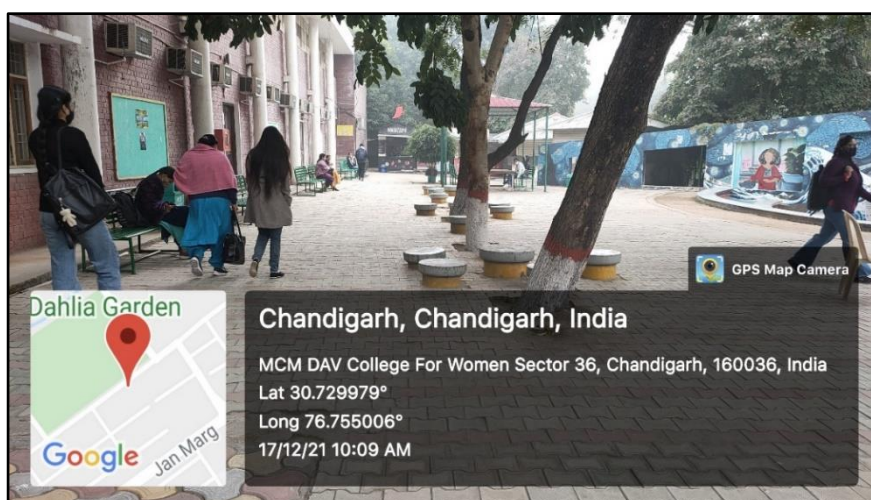 GPS Map Camera
Dahlia Garden
Jan Marg
Google
Chandigarh, Chandigarh, India
MCM DAV College For Women Sector 36, Chandigarh, 160036, India
Lat 30.729979°
Long 76.755006°
17/12/21 10:09 AM